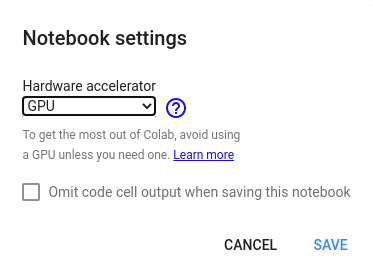 Notebook settings
Hardware accelerator
GPU
?
To get the most out of Colab, avoid using
a GPU unless you need one. Learn more
Omit code cell output when saving this notebook
CANCEL SAVE